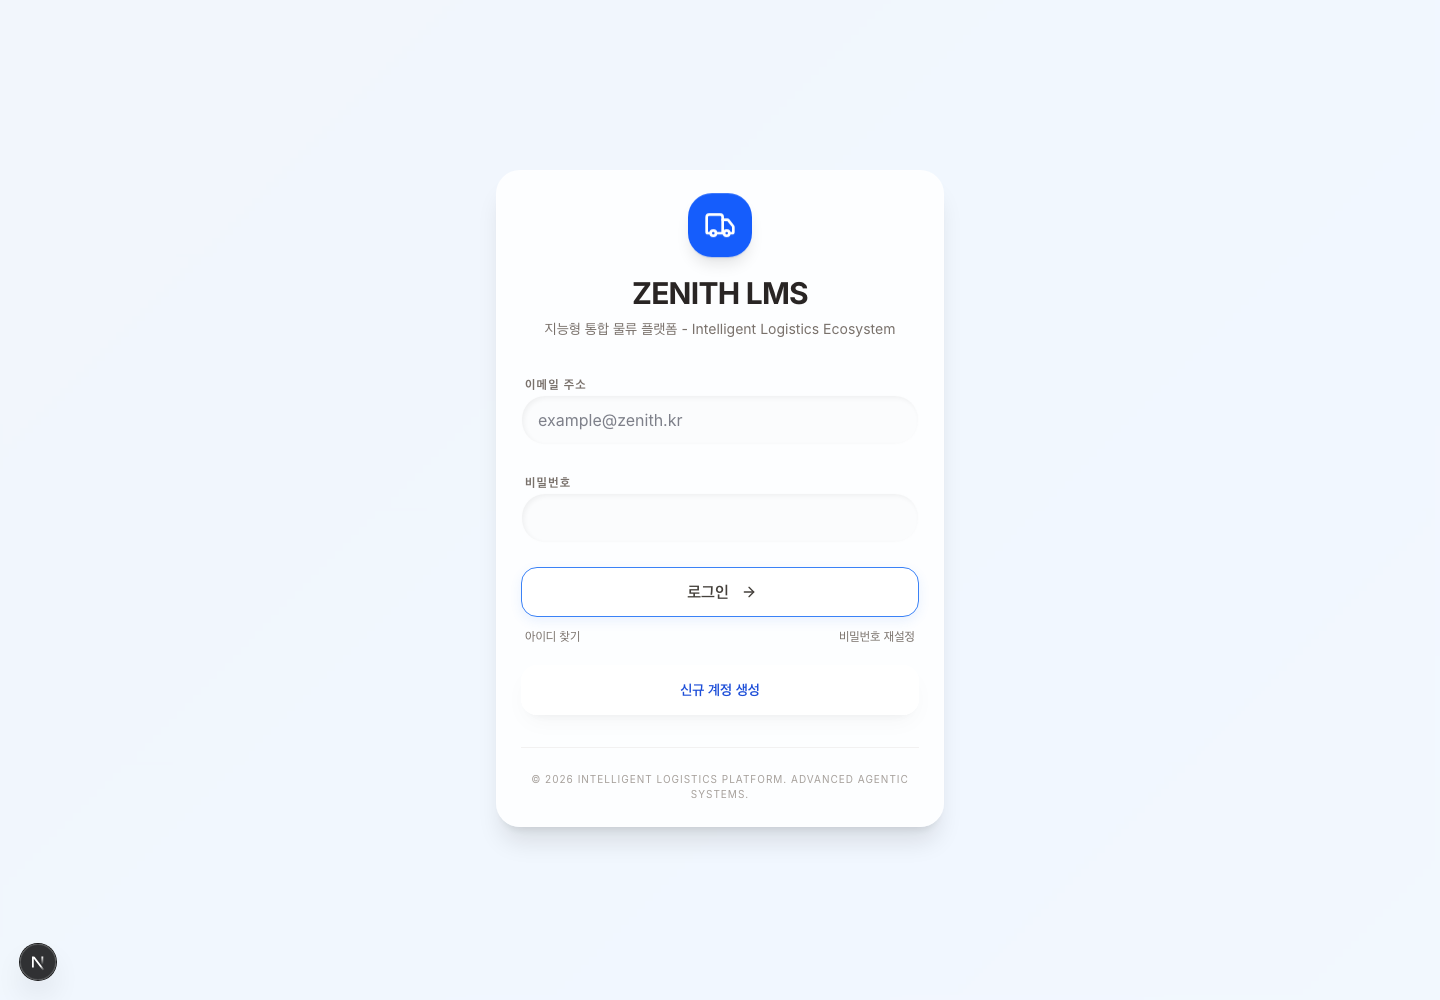 ZENITH LMS
지능형 통합 물류 플랫폼 - Intelligent Logistics Ecosystem
이메일 주소
example@zenith.kr
비밀번호
로그인 →
아이디 찾기
비밀번호 재설정
신규 계정 생성
© 2026 INTELLIGENT LOGISTICS PLATFORM. ADVANCED AGENTIC
SYSTEMS.
N